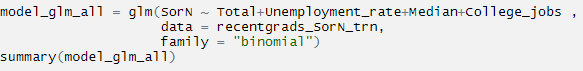 model_glm_all = glm(SorN ~ Total+Unemployment_rate+Median+College_jobs ,
data = recentgrads_SorN_trn,
family = "binomial")
summary(model_glm_all)